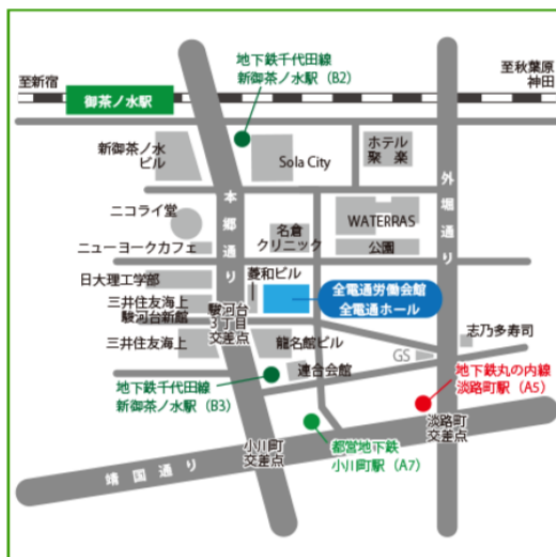 地下鉄千代田線
新御茶ノ水駅（B2）
至新宿
至秋葉原
神田
御茶ノ水駅
新御茶ノ水
ビル
Sola City
ホテル
聚楽
本郷通り
外堀通り
ニコライ堂
名倉
クリニック
WATERRAS
ニューヨークカフェ
公園
菱和ビル
日大理工学部
全電通労働会館
全電通ホール
三井住友海上
駿河台新館
駿河台
3丁目
交差点
三井住友海上
龍名館ビル
志乃多寿司
GS
連合会館
地下鉄丸の内線
淡路町駅（A5）
地下鉄千代田線
新御茶ノ水駅（B3）
淡路町
交差点
小川町
交差点
都営地下鉄
小川町駅（A7）
靖国通り